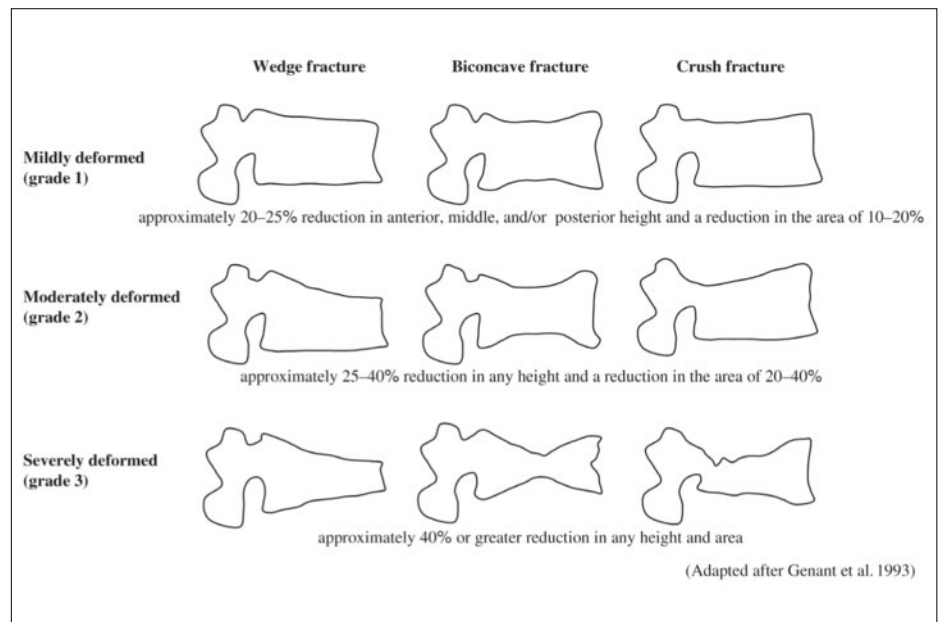 Wedge fracture Biconcave fracture Crush fracture
Mildly deformed
(grade 1)
approximately 20–25% reduction in anterior, middle, and/or posterior height and a reduction in the area of 10–20%
Moderately deformed
(grade 2)
approximately 25–40% reduction in any height and a reduction in the area of 20–40%
Severely deformed
(grade 3)
approximately 40% or greater reduction in any height and area
(Adapted after Genant et al. 1993)